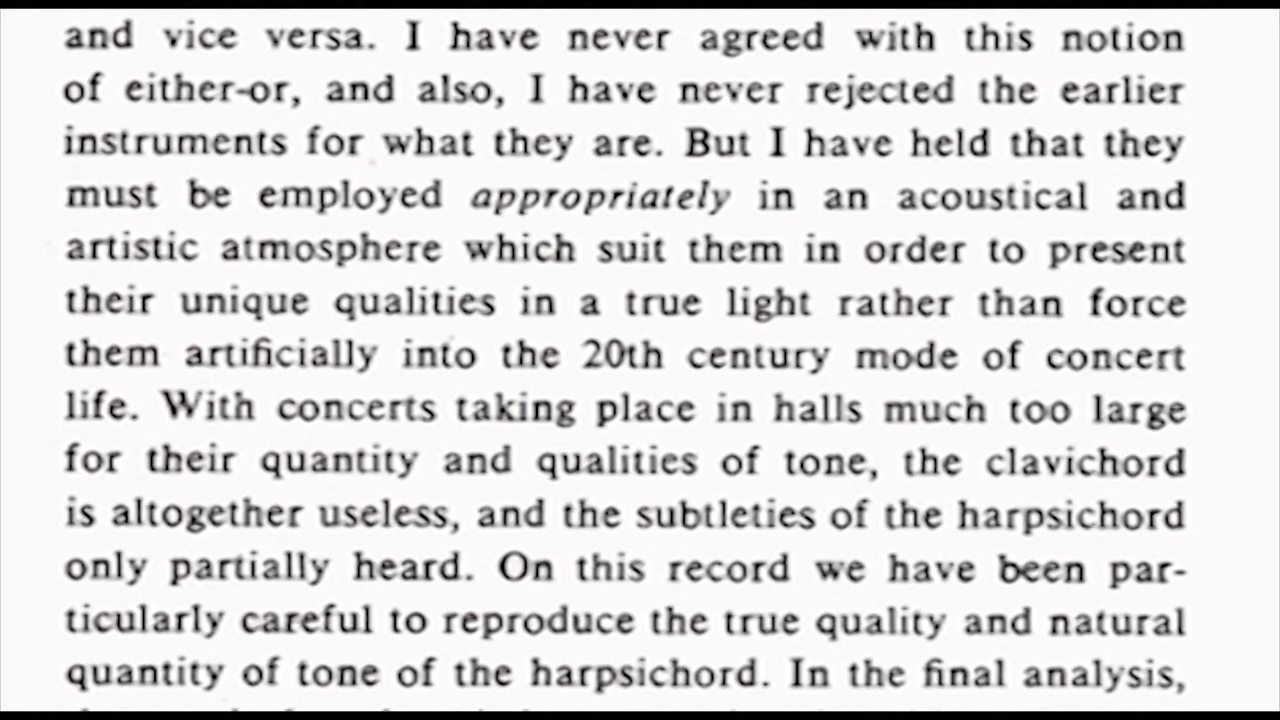 and vice versa. I have never agreed with this notion
of either-or, and also, I have never rejected the earlier
instruments for what they are. But I have held that they
must be employed appropriately in an acoustical and
artistic atmosphere which suit them in order to present
their unique qualities in a true light rather than force
them artificially into the 20th century mode of concert
life. With concerts taking place in halls much too large
for their quantity and qualities of tone, the clavichord
is altogether useless, and the subtleties of the harpsichord
only partially heard. On this record we have been par-
ticularly careful to reproduce the true quality and natural
quantity of tone of the harpsichord. In the final analysis,